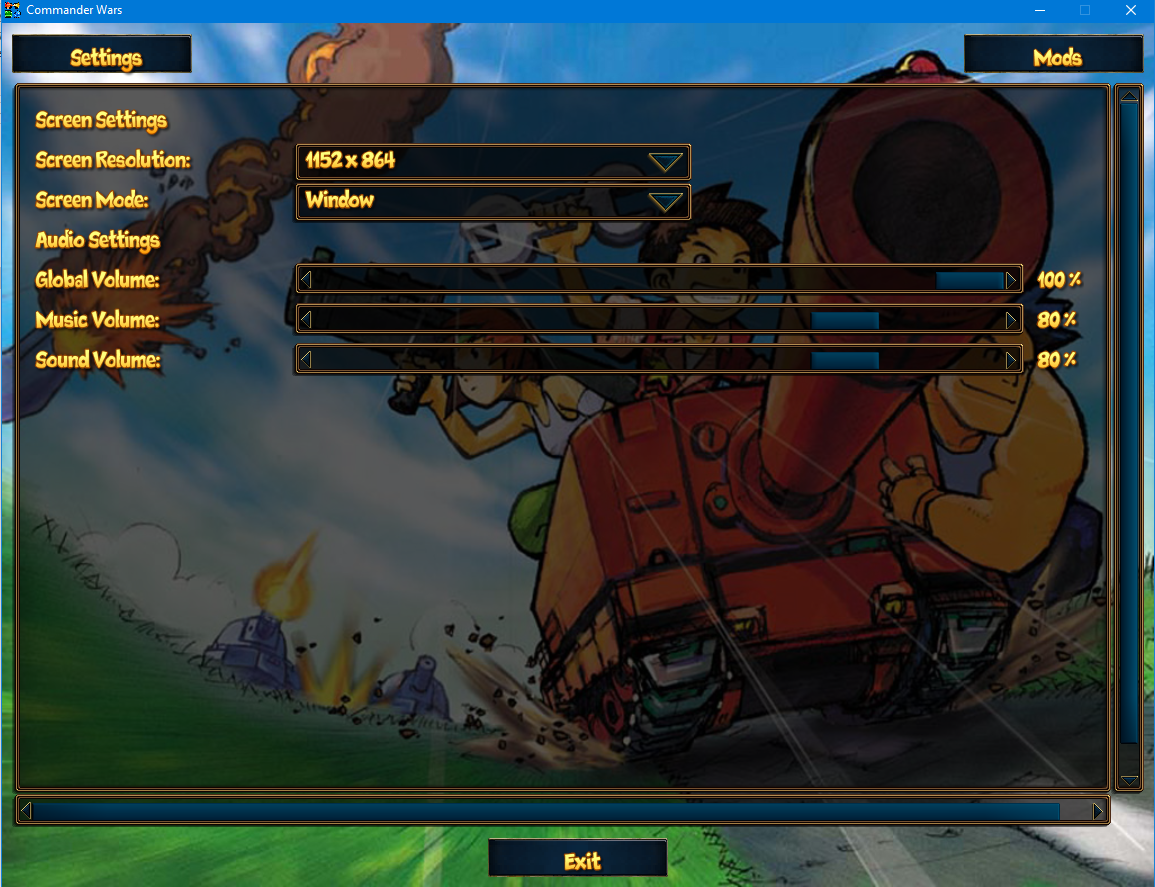 Commander Wars
Settings
Mods
Screen Settings
Screen Resolution: 1152 x 864
Screen Mode: Window
Audio Settings
Global Volume: 100 %
Music Volume: 80 %
Sound Volume: 80 %
Exit